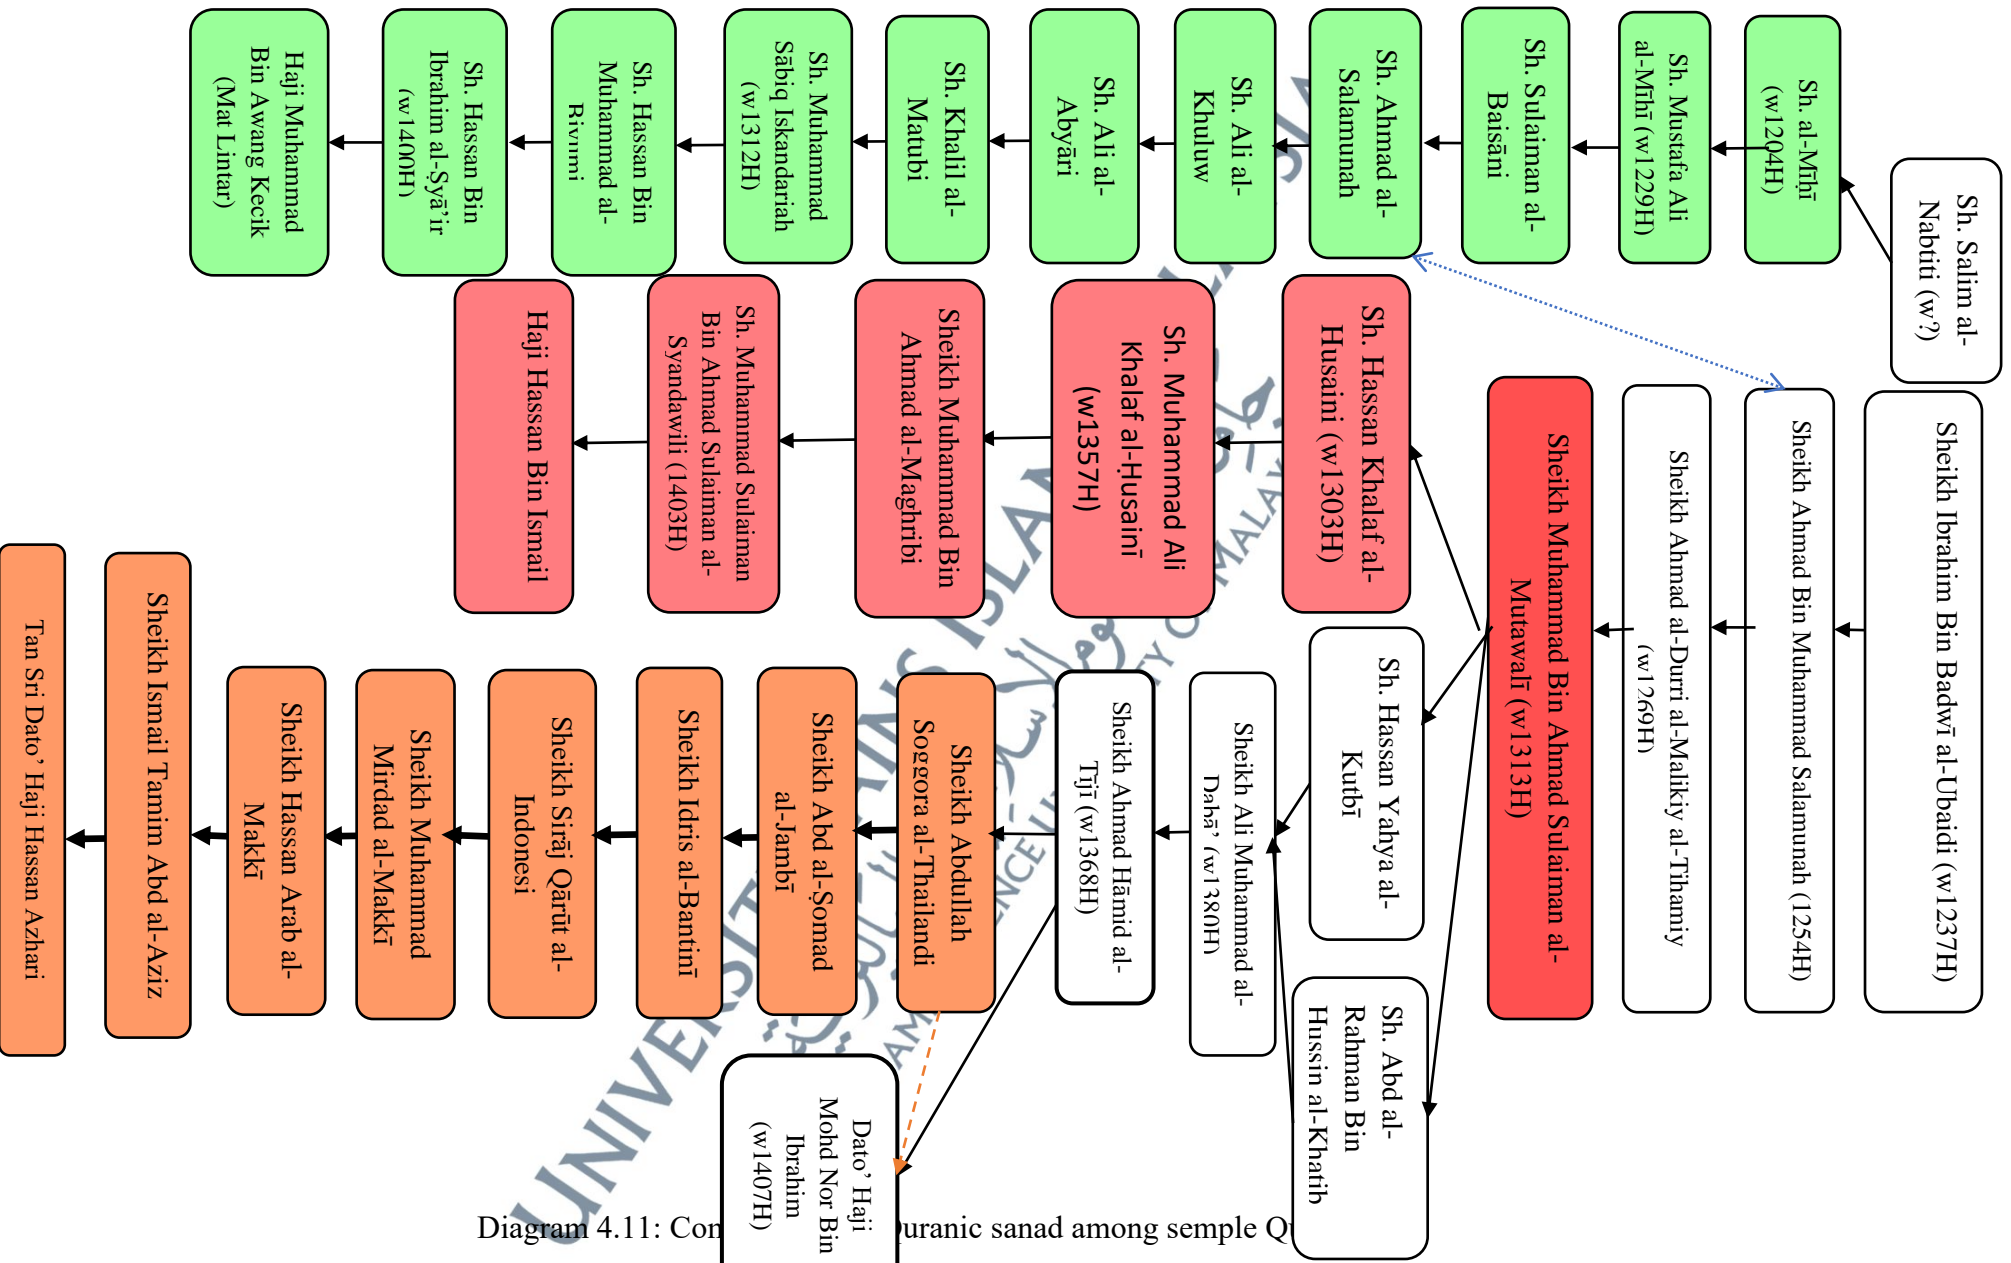 Sh. Salim al-
Nabtiti (w?)
Sh. al-Mīḥī
(w1204H)
Sh. Mustafa Ali
al-Mīhī (w1229H)
Sh. Sulaiman al-
Baisāni
Sh. Ahmad al-
Salamunah
Sh. Ali al-
Khuluw
Sh. Ali al-
Abyāri
Sh. Khalil al-
Matubi
Sh. Muhammad
Sābiq Iskandariah
(w1312H)
Sh. Hassan Bin
Muhammad al-
Sh. Hassan Bin
Ibrahim al-Ṣyā’ir
(w1400H)
Haji Muhammad
Bin Awang Kecik
(Mat Lintar)
Sheikh Ibrahim Bin Badwī al-Ubaidi (w1237H)
Sheikh Ahmad Bin Muhammad Salamunah (1254H)
Sheikh Ahmad al-Durri al-Malikiy al-Tihamiy
(w1269H)
Sheikh Muhammad Bin Ahmad Sulaiman al-
Mutawalī (w1313H)
Sh. Hassan Khalaf al-
Husaini (w1303H)
Sh. Muhammad Ali
Khalaf al-Ḥusainī
(w1357H)
Sheikh Muhammad Bin
Ahmad al-Maghribi
Sh. Muhammad Sulaiman
Bin Ahmad Sulaiman al-
Syandawili (1403H)
Haji Hassan Bin Ismail
Sh. Hassan Yahya al-
Kutbī
Sh. Abd al-
Rahman Bin
Hussin al-Khatib
Sheikh Ali Muhammad al-
Dabā’ (w1380H)
Sheikh Ahmad Hāmid al-
Tījī (w1368H)
Sheikh Abdullah
Soggora al-Thailandi
Sheikh Abd al-Ṣomad
al-Jambī
Sheikh Idris al-Bantinī
Sheikh Sirāj Qārūt al-
Indonesi
Sheikh Muhammad
Mirdad al-Makkī
Sheikh Hassan Arab al-
Makkī
Sheikh Ismail Tamim Abd al-Aziz
Tan Sri Dato’ Haji Hassan Azhari
Dato’ Haji
Mohd Nor Bin
Ibrahim
(w1407H)
Diagram 4.11: Con uranic sanad among semple Q